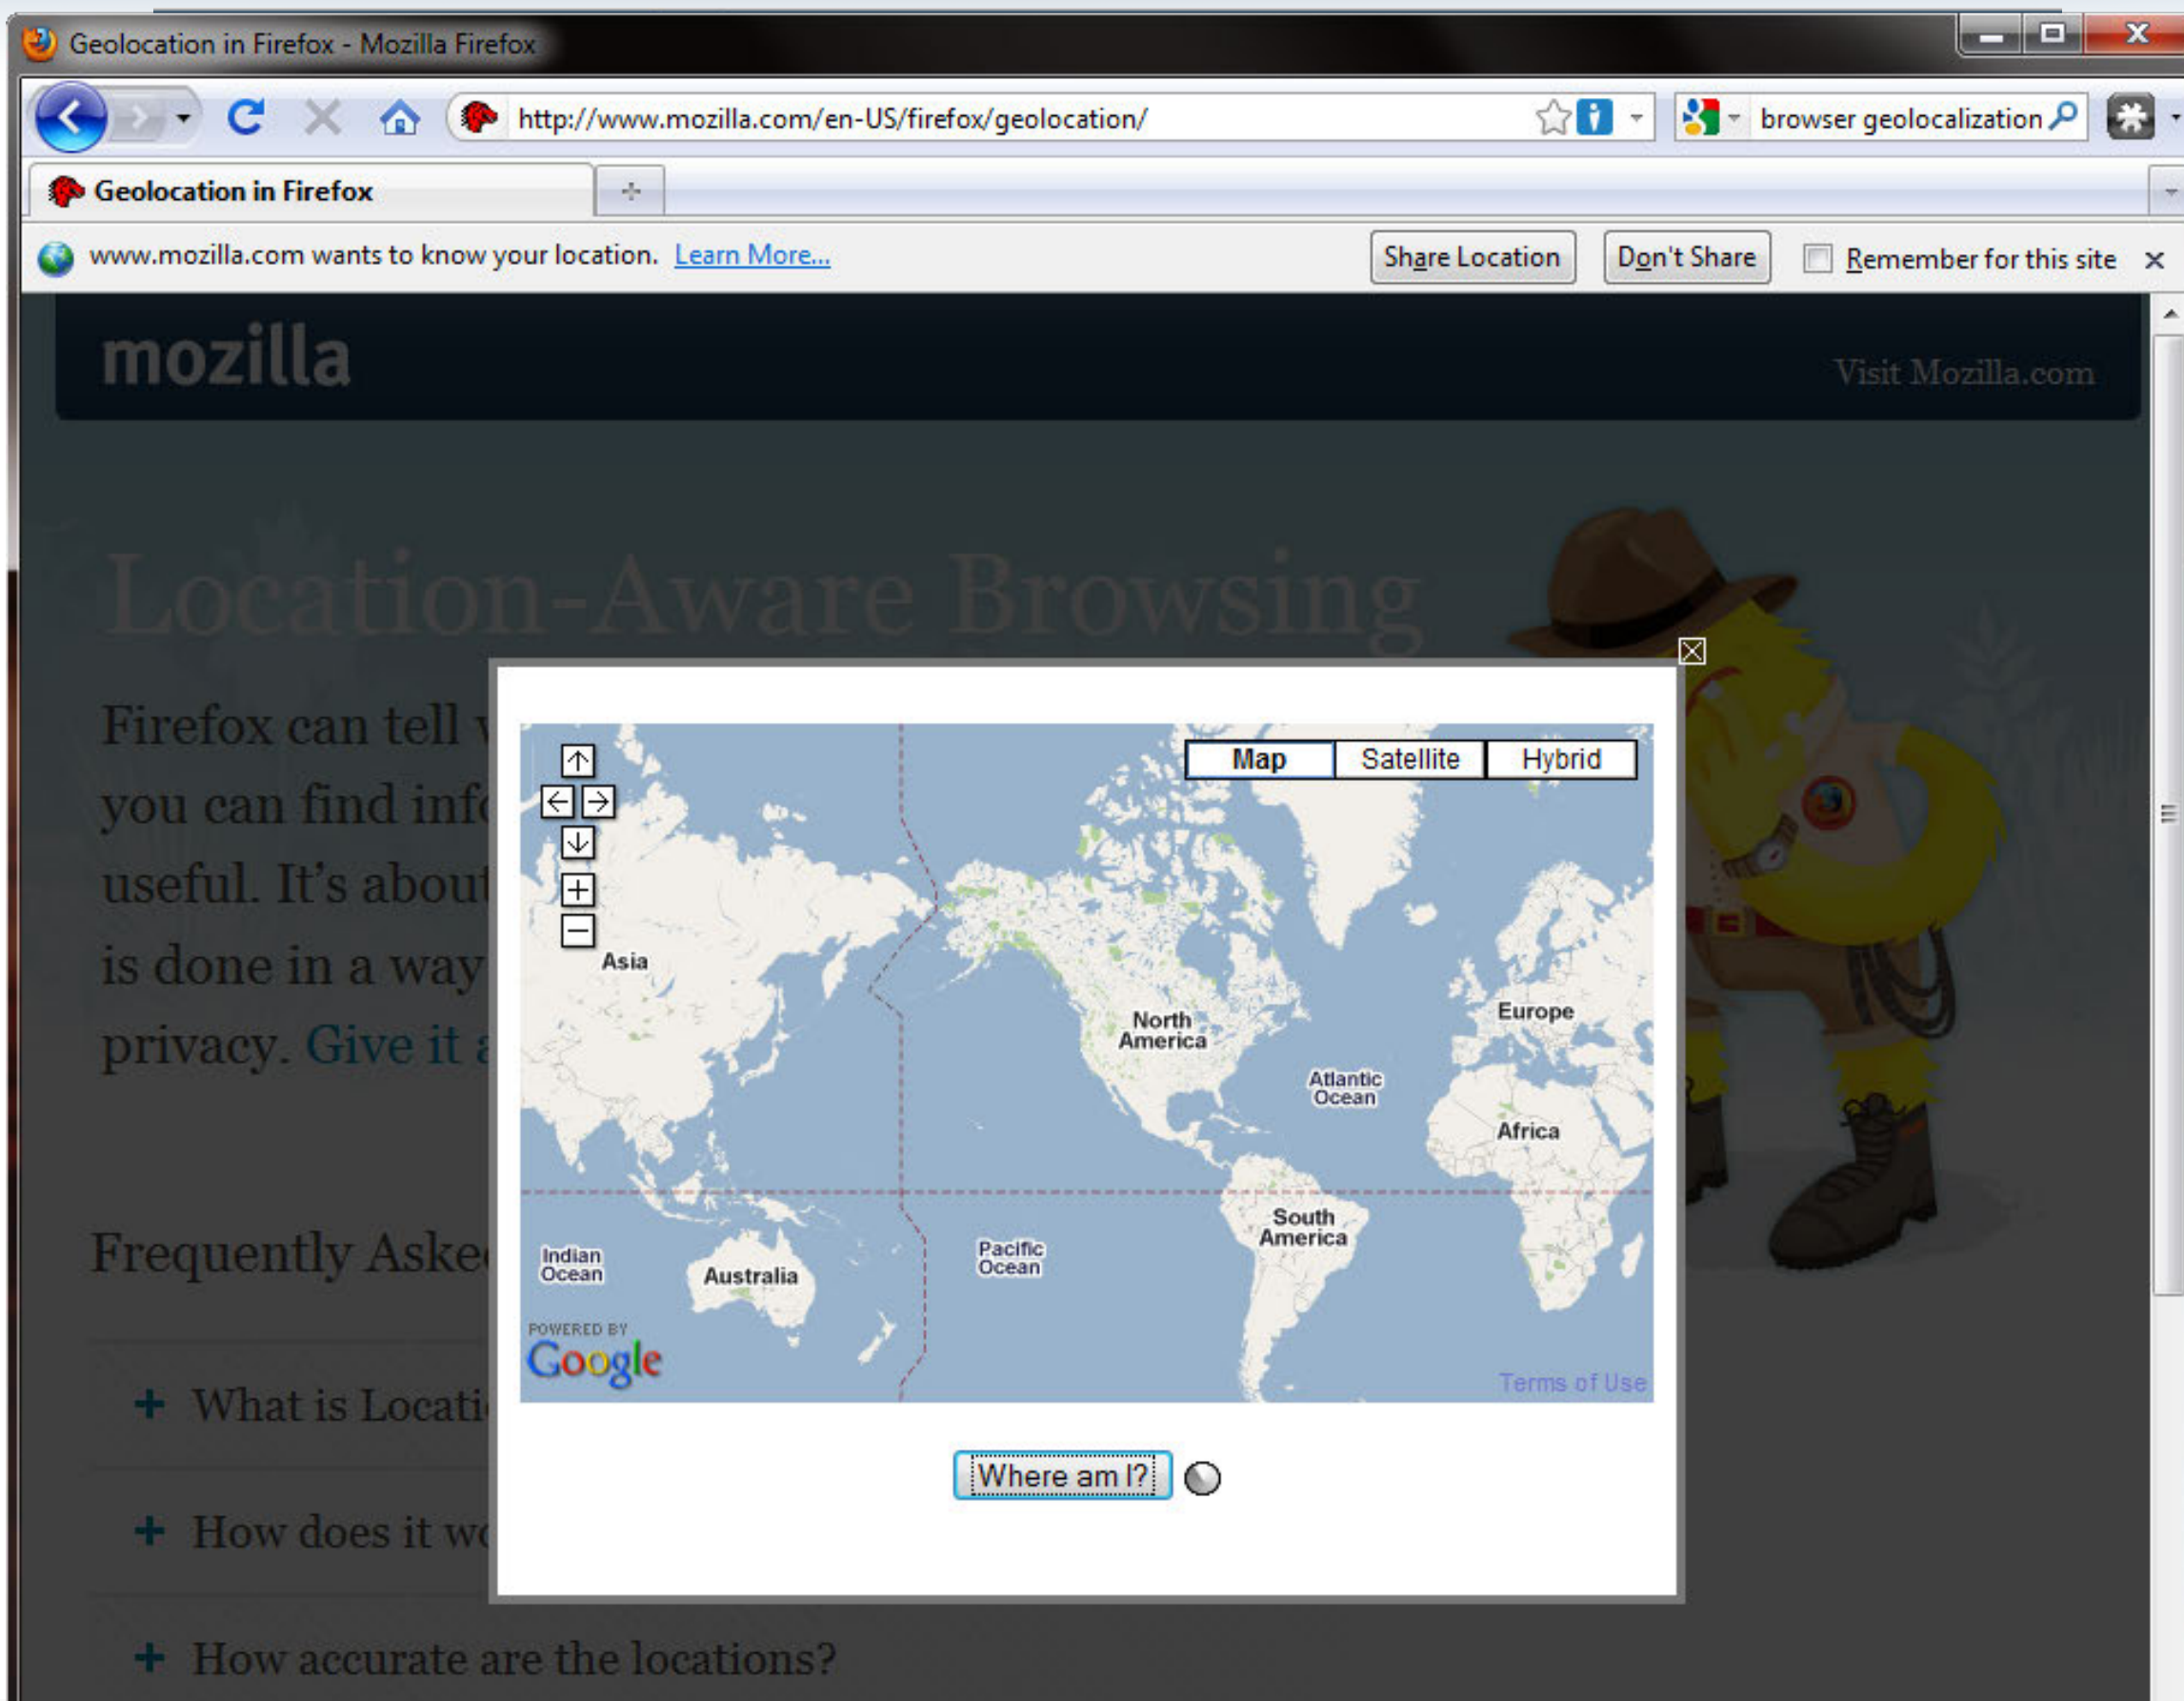 Geolocation in Firefox - Mozilla Firefox
http://www.mozilla.com/en-US/firefox/geolocation/
browser geolocalization
Geolocation in Firefox
www.mozilla.com wants to know your location. Learn More...
Share Location
Don't Share
Remember for this site
mozilla
Visit Mozilla.com
Location-Aware Browsing
Firefox can tell
you can find
useful. It's about
is done in a way
privacy. Give it
Map
Satellite
Hybrid
Asia
North
America
Europe
Atlantic
Ocean
Africa
South
America
Indian
Ocean
Australia
Pacific
Ocean
POWERED BY
Google
Terms of Use
Where am I?
Frequently
What is
How does it
How accurate are the locations?